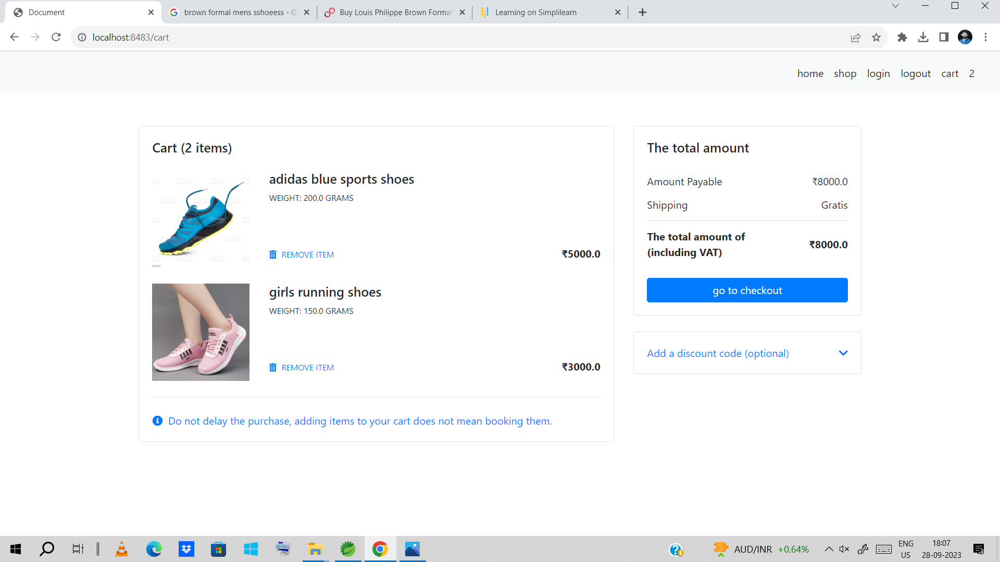 Document
brown formal mens sshoeess - G
Buy Louis Philippe Brown Formal
Learning on Simplilearn
localhost:8483/cart
home shop login logout cart 2
Cart (2 items)
adidas blue sports shoes
WEIGHT: 200.0 GRAMS
iStock
REMOVE ITEM
₹5000.0
girls running shoes
WEIGHT: 150.0 GRAMS
REMOVE ITEM
₹3000.0
Do not delay the purchase, adding items to your cart does not mean booking them.
The total amount
Amount Payable ₹8000.0
Shipping Gratis
The total amount of
(including VAT)
₹8000.0
go to checkout
Add a discount code (optional)
AUD/INR +0.64%
ENG
US
18:07
28-09-2023